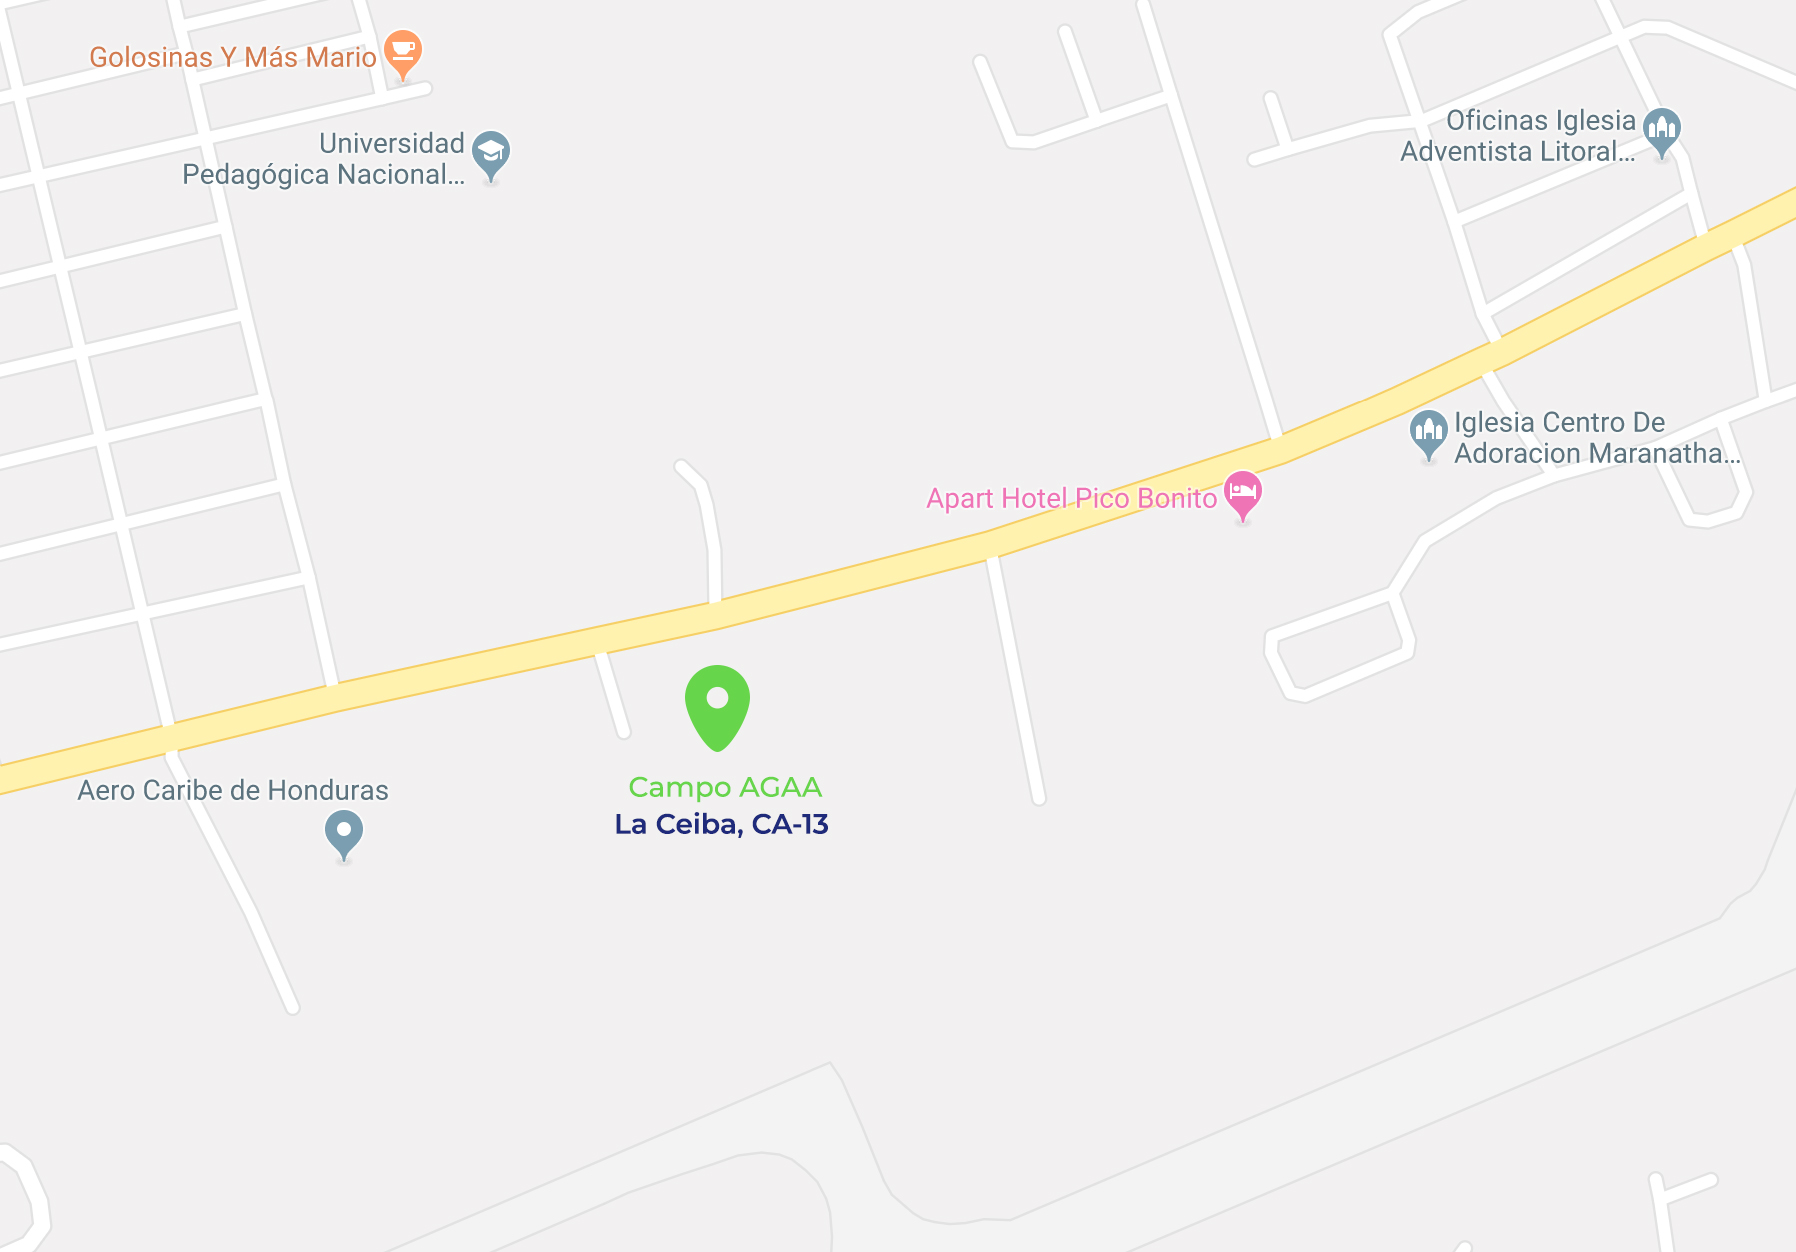 Golosinas Y Más Mario
Universidad
Pedagógica Nacional...
Oficinas Iglesia
Adventista Litoral...
Iglesia Centro De
Adoracion Maranatha...
Apart Hotel Pico Bonito
Campo AGAA
La Ceiba, CA-13
Aero Caribe de Honduras